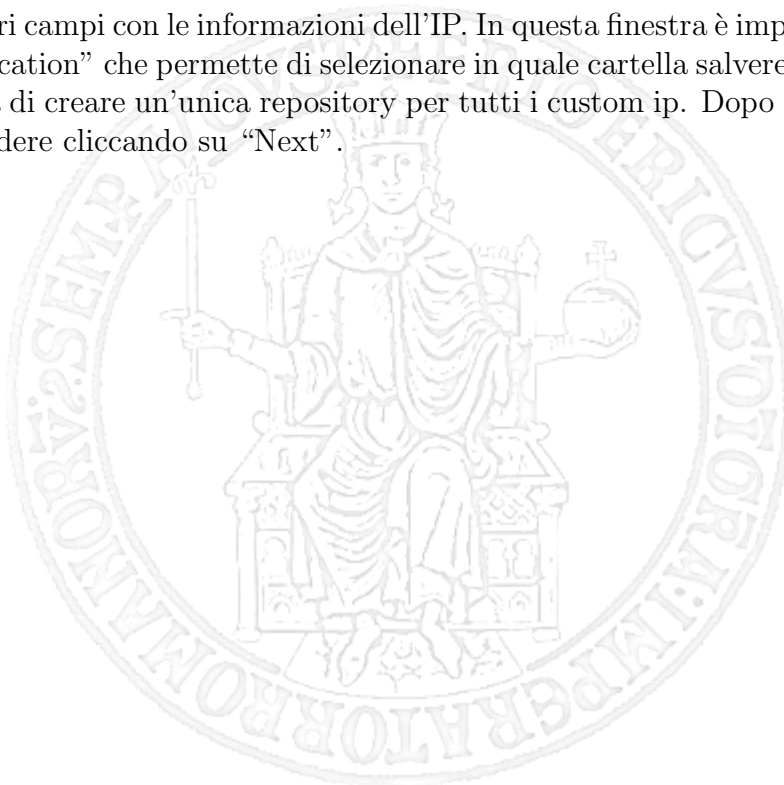 ri campi con le informazioni dell’IP. In questa finestra è imp
cation” che permette di selezionare in quale cartella salvere
di creare un’unica repository per tutti i custom ip. Dopo
dere cliccando su “Next”.